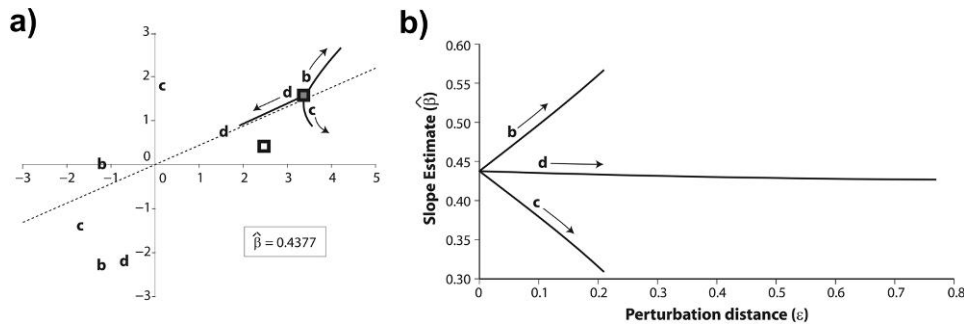 a)
3
2
1
0
−1
−2
−3
−3 −2 −1 0 1 2 3 4 5
c
b
c
b
d
d
d
b
c
β̂ = 0.4377
b)
Slope Estimate (β̂)
0.60
0.55
0.50
0.45
0.40
0.35
0.30
b
d
c
0 0.1 0.2 0.3 0.4 0.5 0.6 0.7 0.8
Perturbation distance (ε)